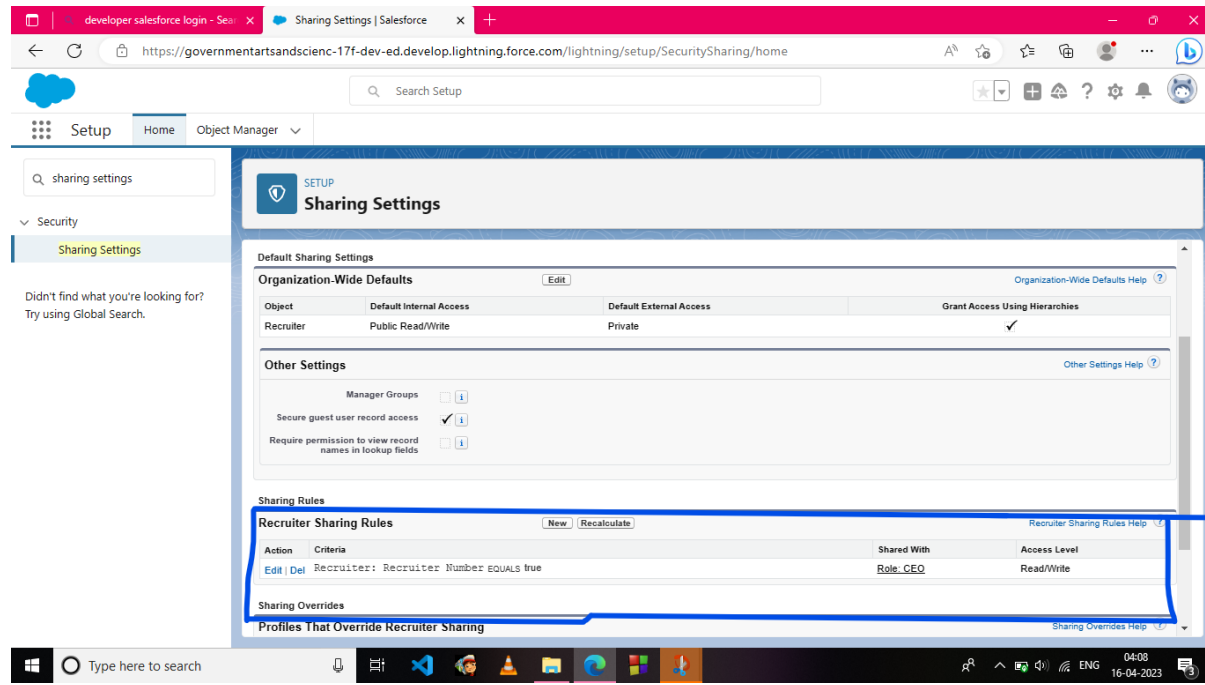 developer salesforce login - Sear
Sharing Settings | Salesforce
https://governmentartsandscienc-17f-dev-ed.develop.lightning.force.com/lightning/setup/SecuritySharing/home
Search Setup
Setup
Home
Object Manager
sharing settings
Security
Sharing Settings
Didn't find what you're looking for?
Try using Global Search.
SETUP
Sharing Settings
Default Sharing Settings
Organization-Wide Defaults Edit Organization-Wide Defaults Help ?
Object Default Internal Access Default External Access Grant Access Using Hierarchies
Recruiter Public Read/Write Private ✓
Other Settings Other Settings Help ?
Manager Groups i
Secure guest user record access ✓ i
Require permission to view record i
names in lookup fields
Sharing Rules
Recruiter Sharing Rules New Recalculate Recruiter Sharing Rules Help ?
Action Criteria Shared With Access Level
Edit | Del Recruiter: Recruiter Number EQUALS true Role: CEO Read/Write
Sharing Overrides
Profiles That Override Recruiter Sharing Sharing Overrides Help ?
Type here to search
ENG
04:08
16-04-2023
3